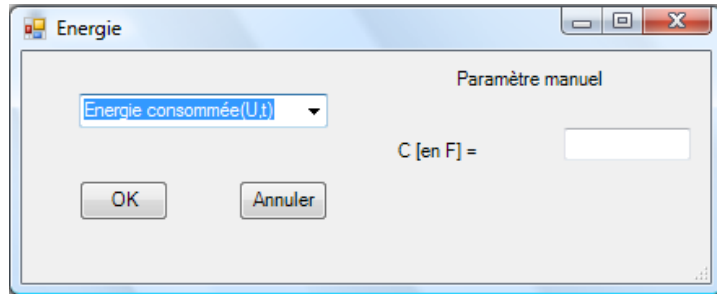 Energie
Paramètre manuel
Energie consommée(U,t)
C [en F] =
OK
Annuler